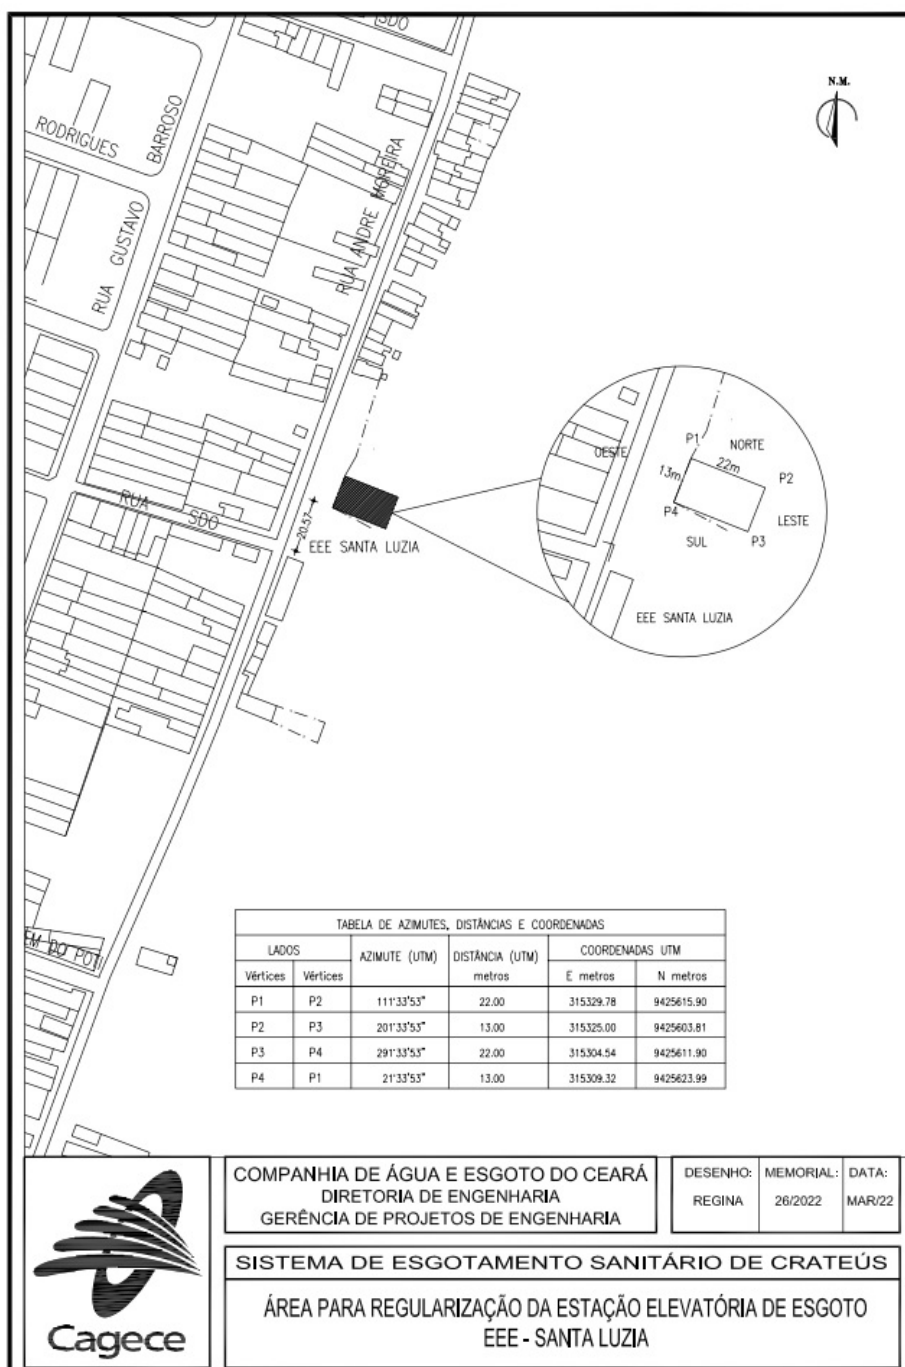 SDO
N.M.
RODRIGUES
BARROSO
RUA GUSTAVO
RUA ANDRE MOREIRA
OESTE
P1
NORTE
22m
13m
P2
P4
LESTE
SUL
P3
EEE SANTA LUZIA
RUA SDO
20.57
EEE SANTA LUZIA
EM DO POTI
TABELA DE AZIMUTES, DISTÂNCIAS E COORDENADAS
LADOS AZIMUTE (UTM) DISTÂNCIA (UTM) COORDENADAS UTM
Vértices Vértices metros E metros N metros
P1 P2 111°33'53" 22.00 315329.78 9425615.90
P2 P3 201°33'53" 13.00 315325.00 9425603.81
P3 P4 291°33'53" 22.00 315304.54 9425611.90
P4 P1 21°33'53" 13.00 315309.32 9425623.99
Cagece
COMPANHIA DE ÁGUA E ESGOTO DO CEARÁ
DIRETORIA DE ENGENHARIA
GERÊNCIA DE PROJETOS DE ENGENHARIA
DESENHO: MEMORIAL: DATA:
REGINA 26/2022 MAR/22
SISTEMA DE ESGOTAMENTO SANITÁRIO DE CRATEÚS
ÁREA PARA REGULARIZAÇÃO DA ESTAÇÃO ELEVATÓRIA DE ESGOTO
EEE - SANTA LUZIA